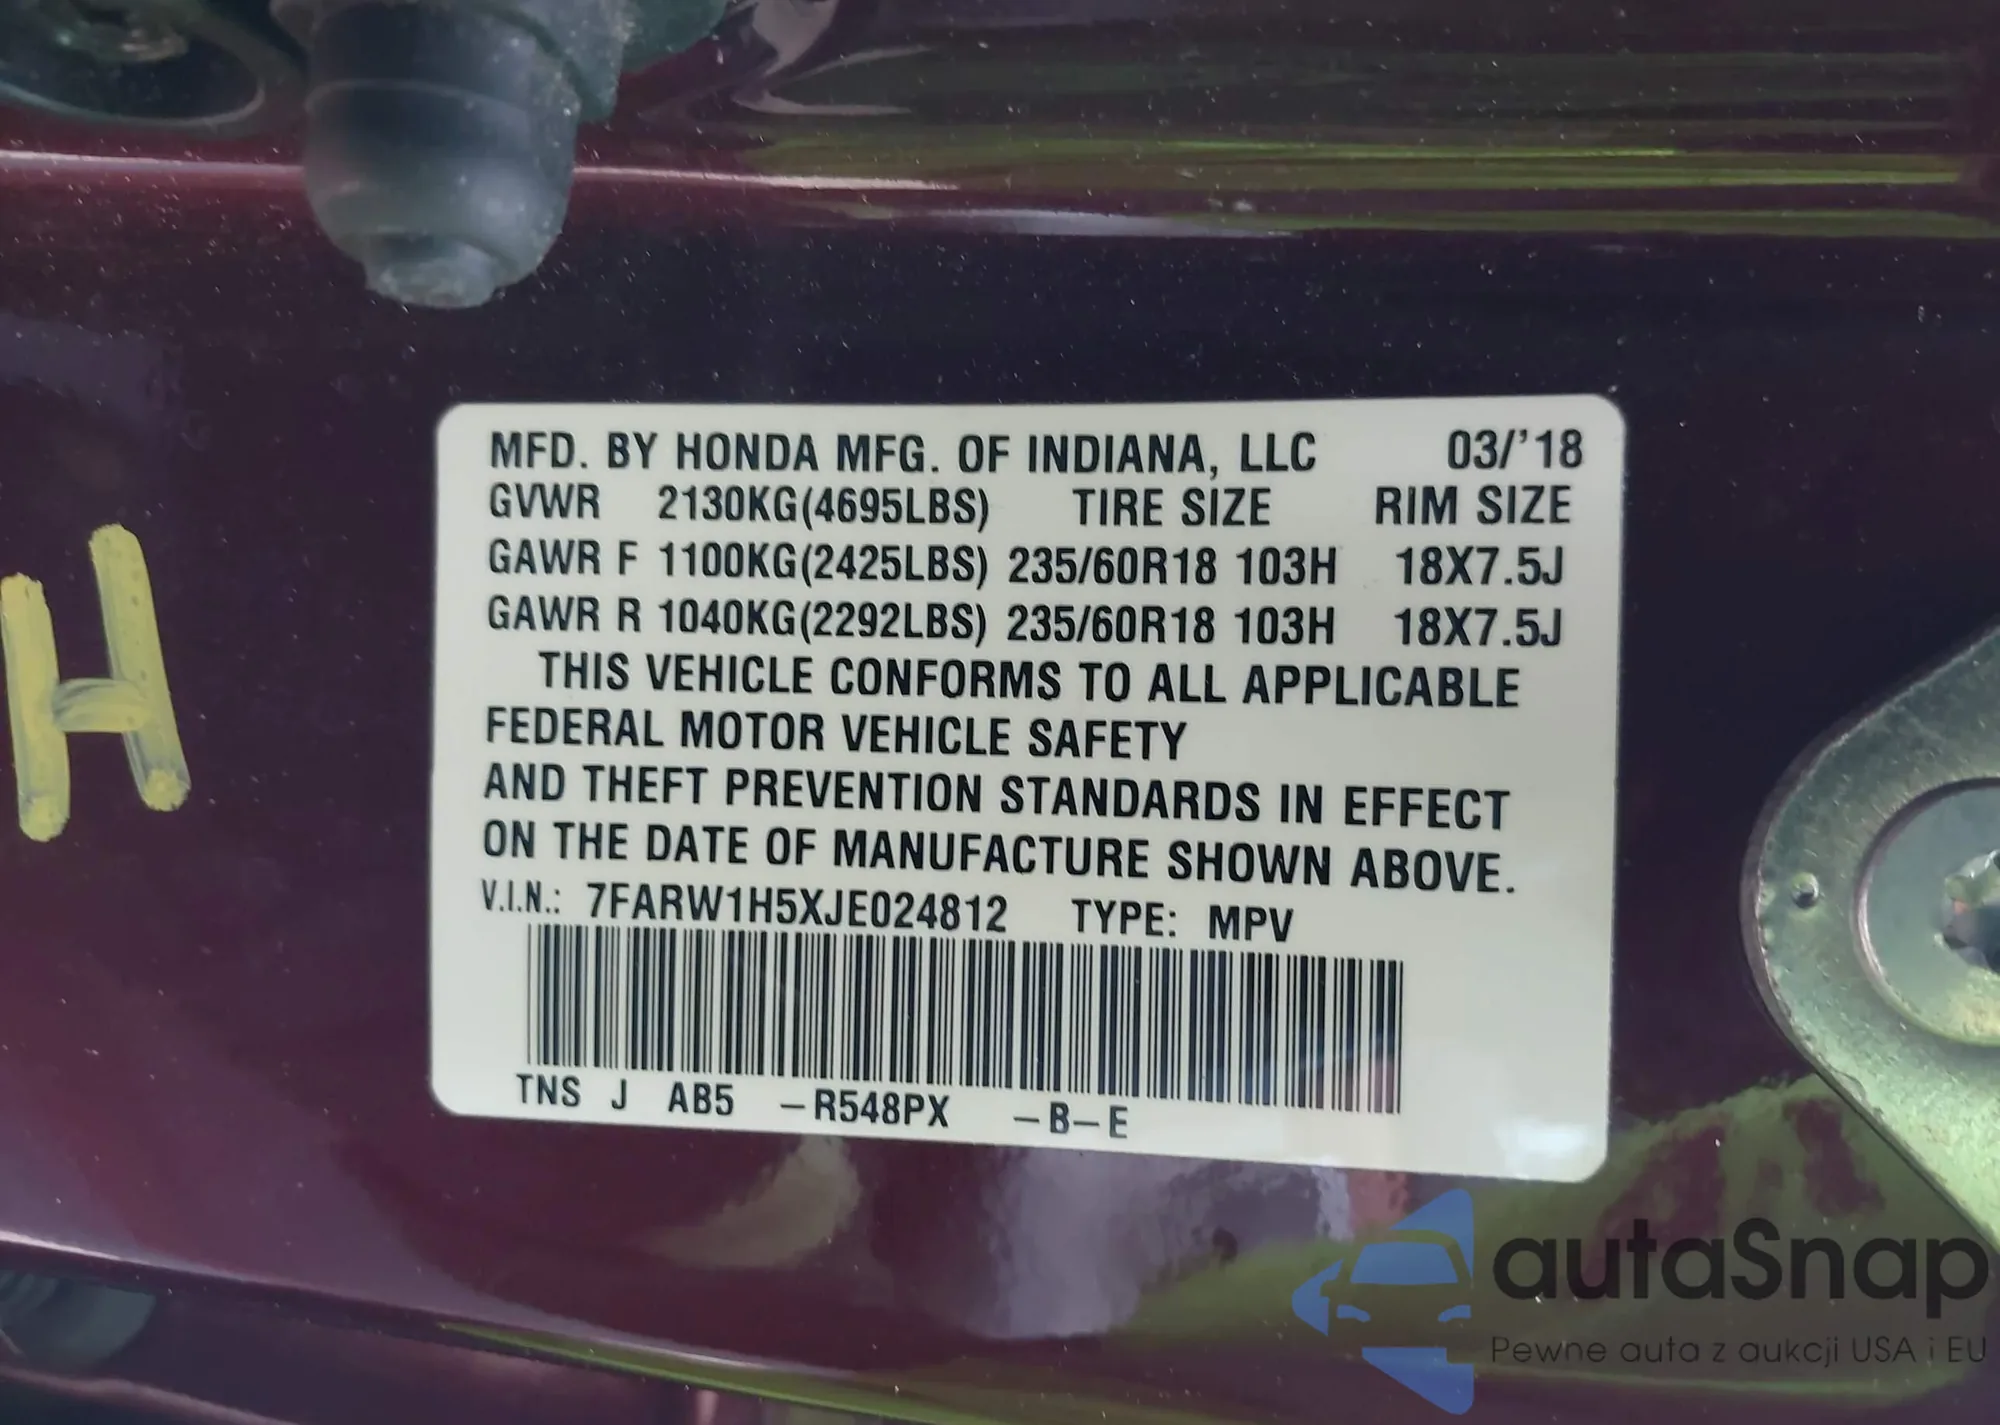 MFD. BY HONDA MFG. OF INDIANA, LLC 03/'18
GVWR 2130KG(4695LBS) TIRE SIZE RIM SIZE
GAWR F 1100KG(2425LBS) 235/60R18 103H 18X7.5J
GAWR R 1040KG(2292LBS) 235/60R18 103H 18X7.5J
THIS VEHICLE CONFORMS TO ALL APPLICABLE
FEDERAL MOTOR VEHICLE SAFETY
AND THEFT PREVENTION STANDARDS IN EFFECT
ON THE DATE OF MANUFACTURE SHOWN ABOVE.
V.I.N.: 7FARW1H5XJE024812 TYPE: MPV
TNS J AB5 -R548PX -B-E
H
autaSnap
Pewne auta z aukcji USA i EU